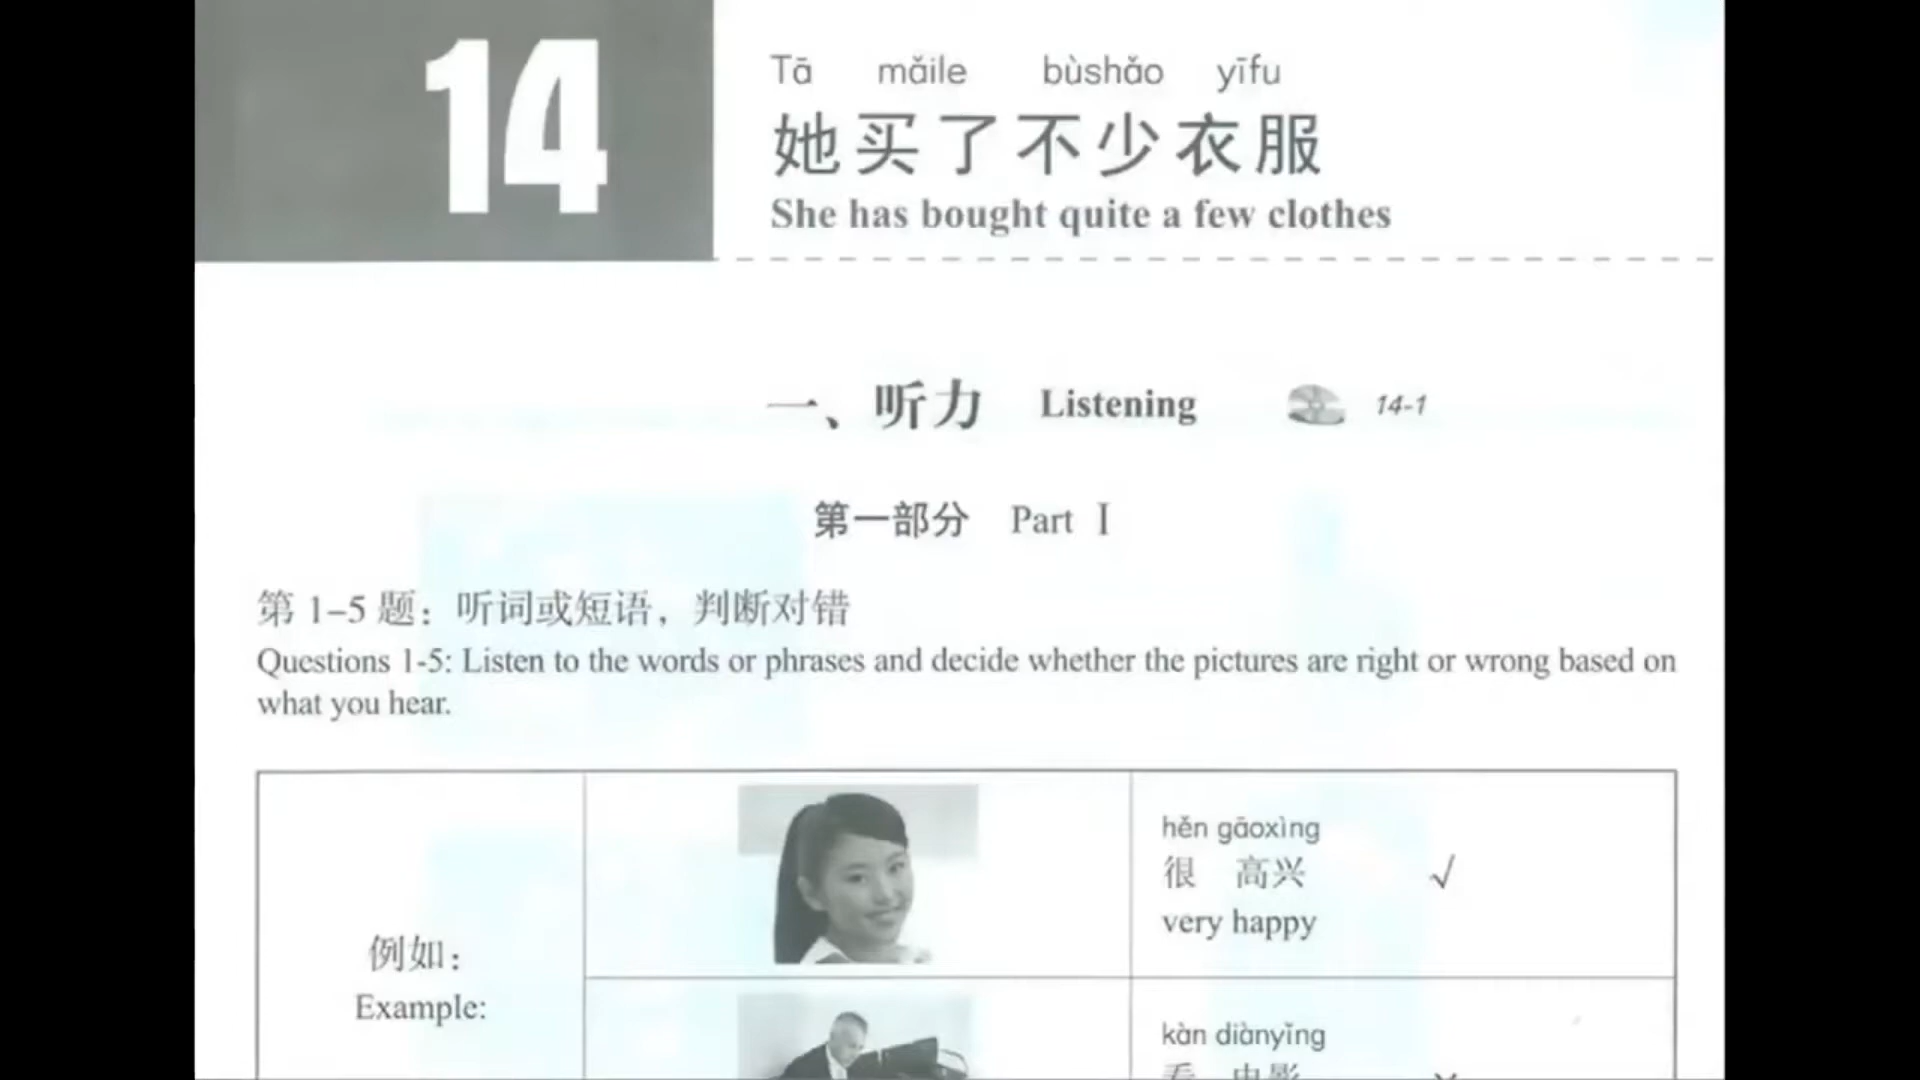 14
Tā mǎile bùshǎo yīfu
她买了不少衣服
She has bought quite a few clothes
一、听力 Listening 14-1
第一部分 Part Ⅰ
第 1–5 题：听词或短语，判断对错
Questions 1-5: Listen to the words or phrases and decide whether the pictures are right or wrong based on
what you hear.
例如：
Example:
hěn gāoxìng
很 高兴 √
very happy
kàn diànyǐng
看 电影